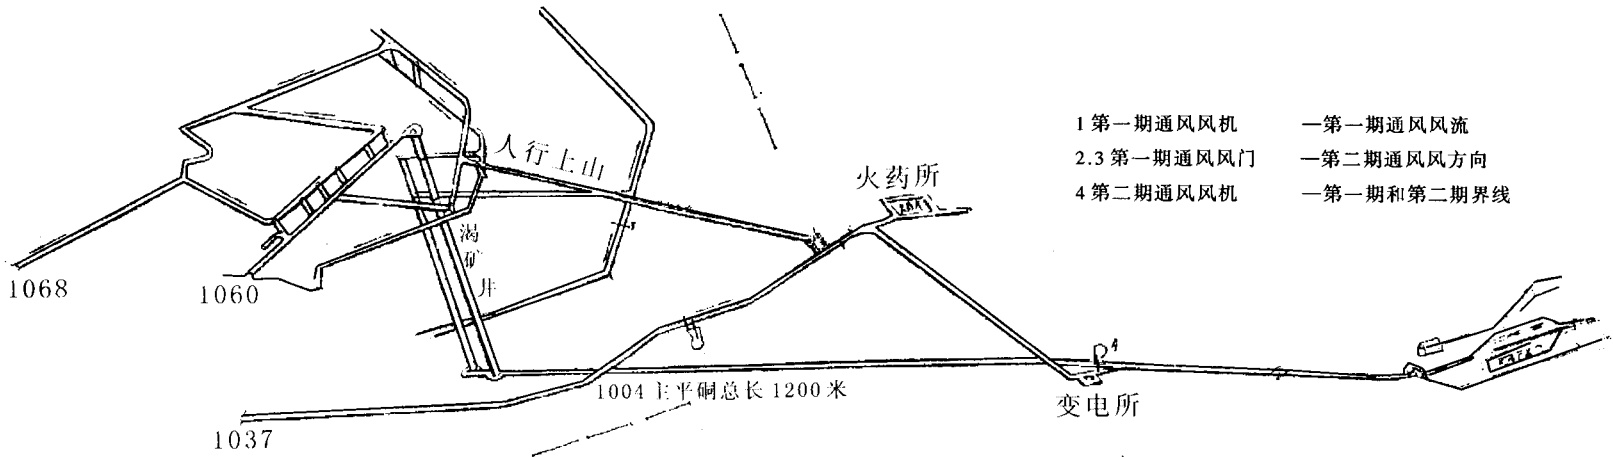 人行上山
火药所
1 第一期通风风机
—第一期通风风流
2.3 第一期通风风门
—第二期通风风方向
4 第二期通风风机
—第一期和第二期界线
溜矿井
1068
1060
4
1004 主平硐总长 1200 米
变电所
1037